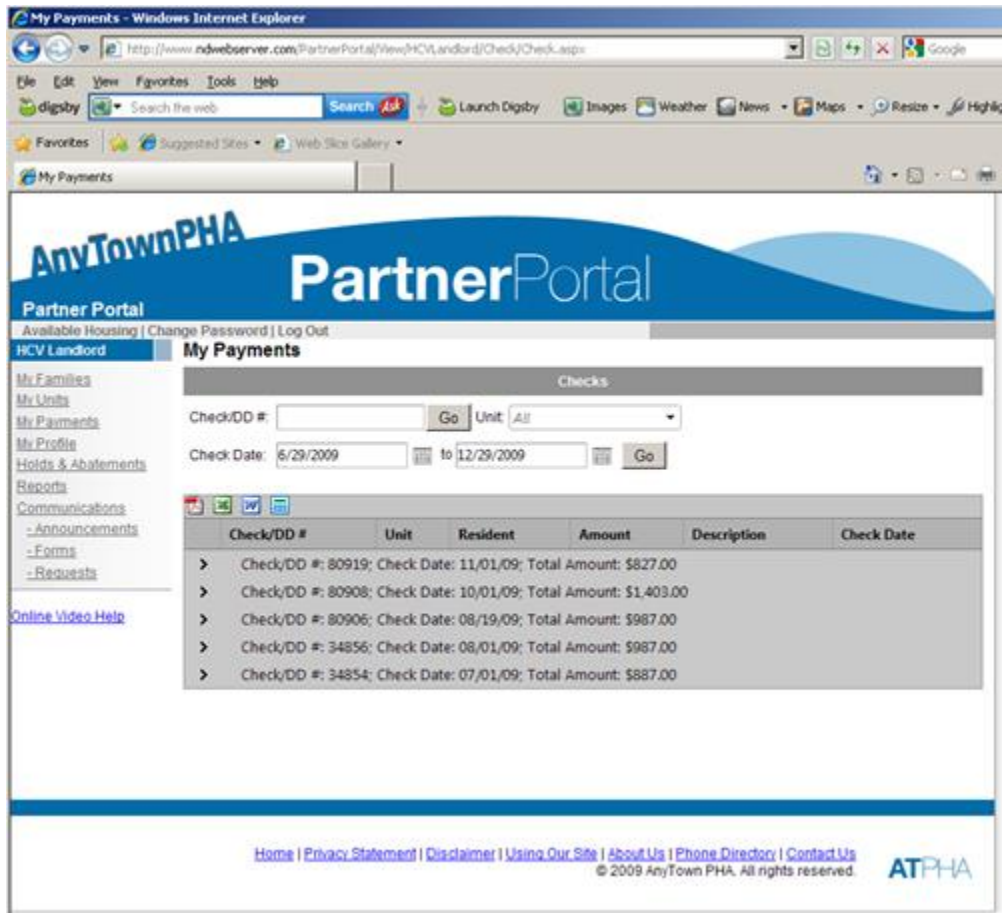 My Payments - Windows Internet Explorer
http://www.ndwebserver.com/PartnerPortal/View/HCVLandlord/Check/Check.aspx
Google
File Edit View Favorites Tools Help
digsby Search the web Search Ask Launch Digsby Images Weather News Maps Resize
Favorites Suggested Sites Web Slice Gallery
My Payments
AnyTownPHA
PartnerPortal
Partner Portal
Available Housing | Change Password | Log Out
HCV Landlord
My Families
My Units
My Payments
My Profile
Holds & Abatements
Reports
Communications
- Announcements
- Forms
- Requests
Online Video Help
My Payments
Checks
Check/DD #: Go Unit: All
Check Date: 6/29/2009 to 12/29/2009 Go
Check/DD # Unit Resident Amount Description Check Date
Check/DD #: 80919; Check Date: 11/01/09; Total Amount: $827.00
Check/DD #: 80908; Check Date: 10/01/09; Total Amount: $1,403.00
Check/DD #: 80906; Check Date: 08/19/09; Total Amount: $987.00
Check/DD #: 34856; Check Date: 08/01/09; Total Amount: $987.00
Check/DD #: 34854; Check Date: 07/01/09; Total Amount: $887.00
Home | Privacy Statement | Disclaimer | Using Our Site | About Us | Phone Directory | Contact Us
© 2009 AnyTown PHA. All rights reserved.
ATPHA